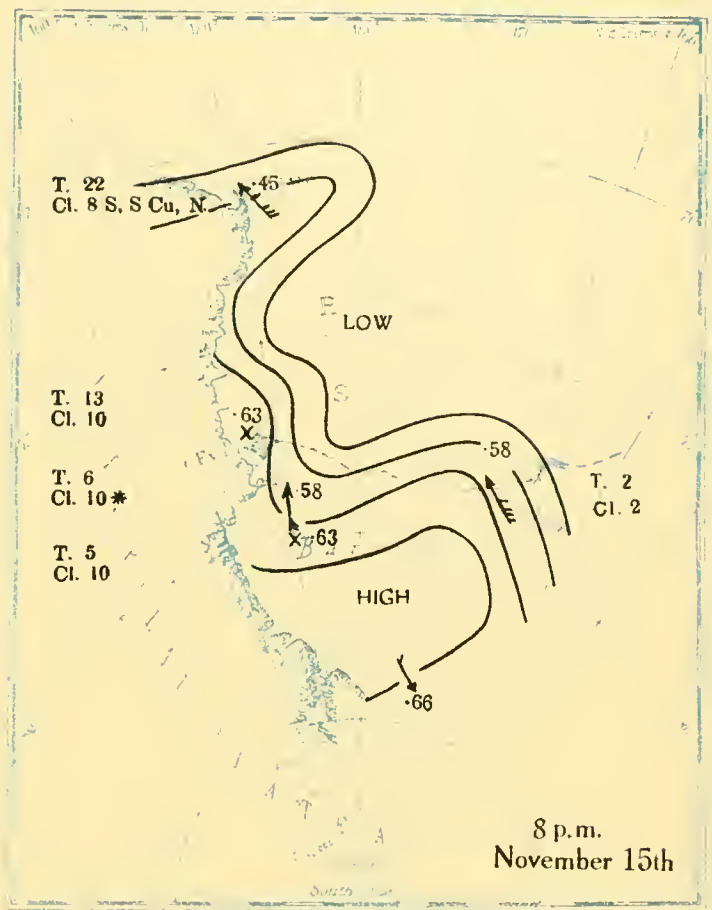 T. 22
Cl. 8 S, S Cu, N.
.45
LOW
T. 13
Cl. 10
.63
.58
T. 2
Cl. 2
T. 6
Cl. 10*
.58
.63
T. 5
Cl. 10
HIGH
.66
8 p.m.
November 15th
South